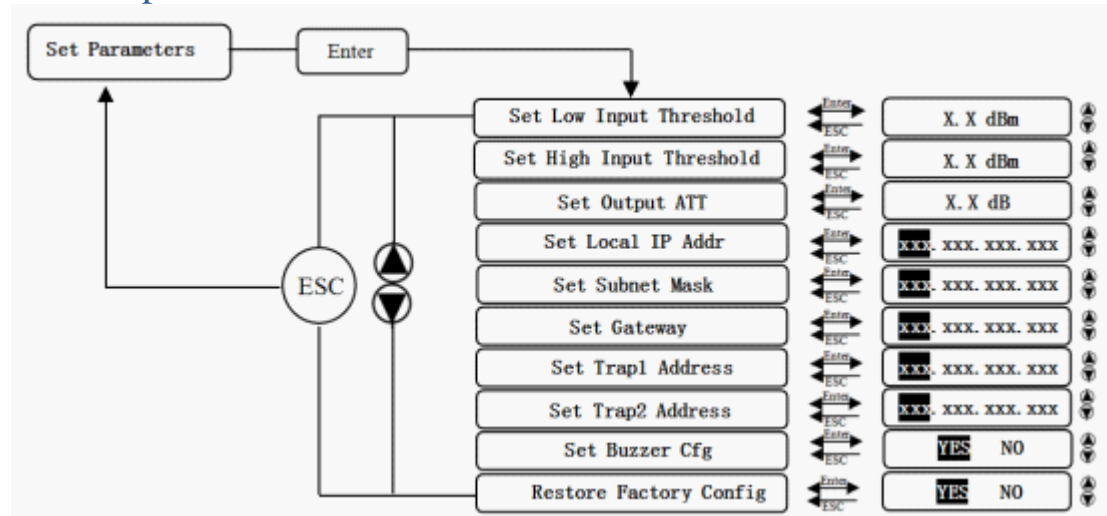 Set Parameters
Enter
Set Low Input Threshold
Enter
ESC
X. X dBm
Set High Input Threshold
Enter
ESC
X. X dBm
Set Output ATT
Enter
ESC
X. X dB
Set Local IP Addr
Enter
ESC
xxx. xxx. xxx. xxx
ESC
Set Subnet Mask
Enter
ESC
xxx. xxx. xxx. xxx
Set Gateway
Enter
ESC
xxx. xxx. xxx. xxx
Set Trap1 Address
Enter
ESC
xxx. xxx. xxx. xxx
Set Trap2 Address
Enter
ESC
xxx. xxx. xxx. xxx
Set Buzzer Cfg
Enter
ESC
YES NO
Restore Factory Config
Enter
ESC
YES NO